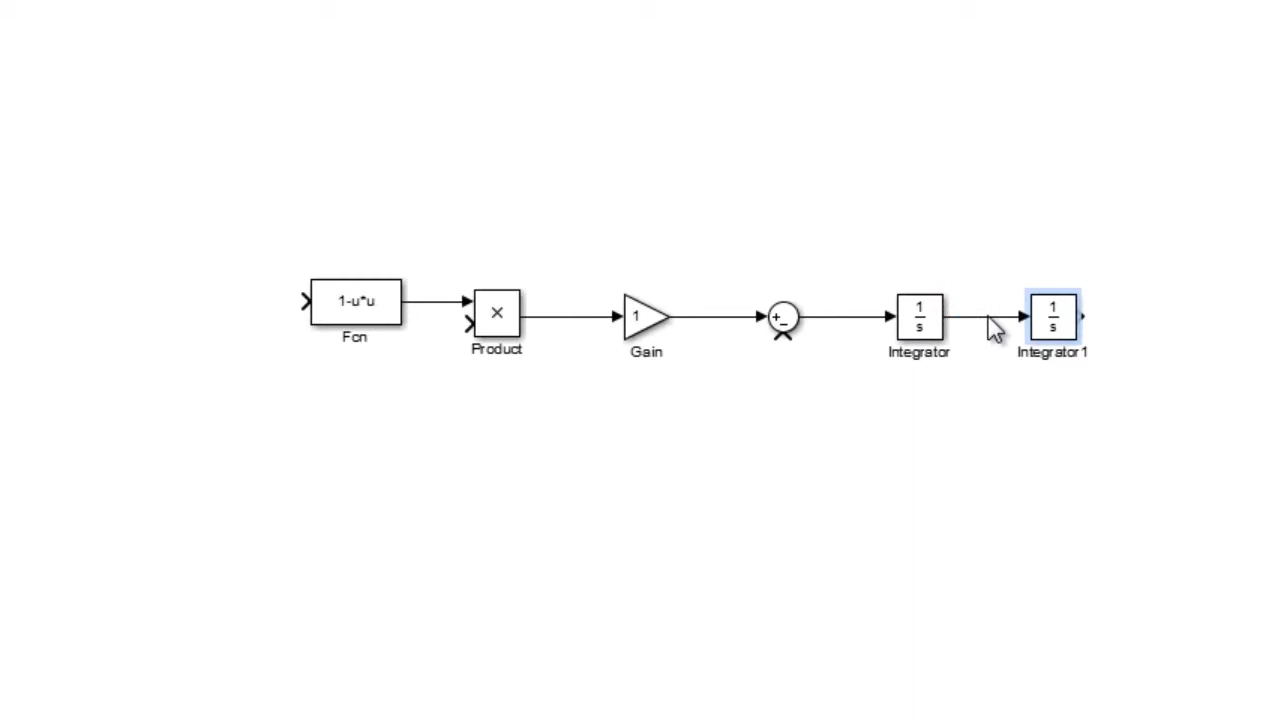 1-u*u
Fcn
×
Product
1
Gain
+
−
1
s
Integrator
1
s
Integrator1